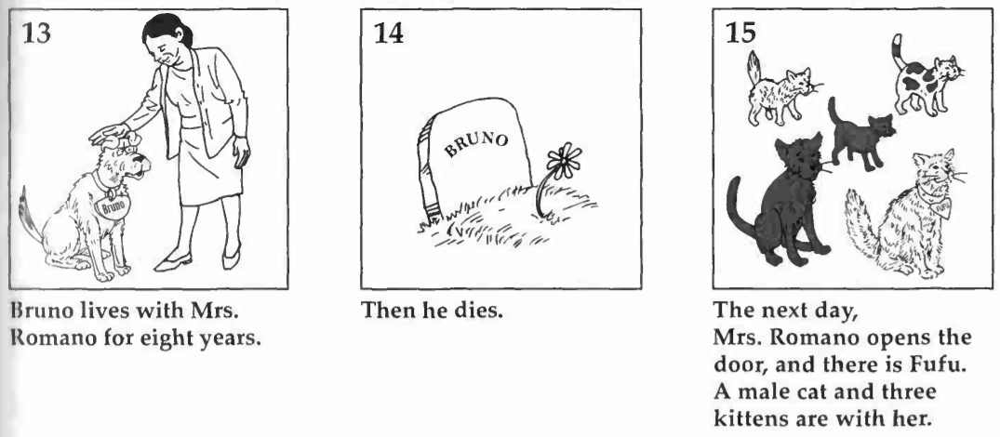 13
Bruno
Bruno lives with Mrs.
Romano for eight years.
14
BRUNO
Then he dies.
15
FUFU
The next day,
Mrs. Romano opens the
door, and there is Fufu.
A male cat and three
kittens are with her.